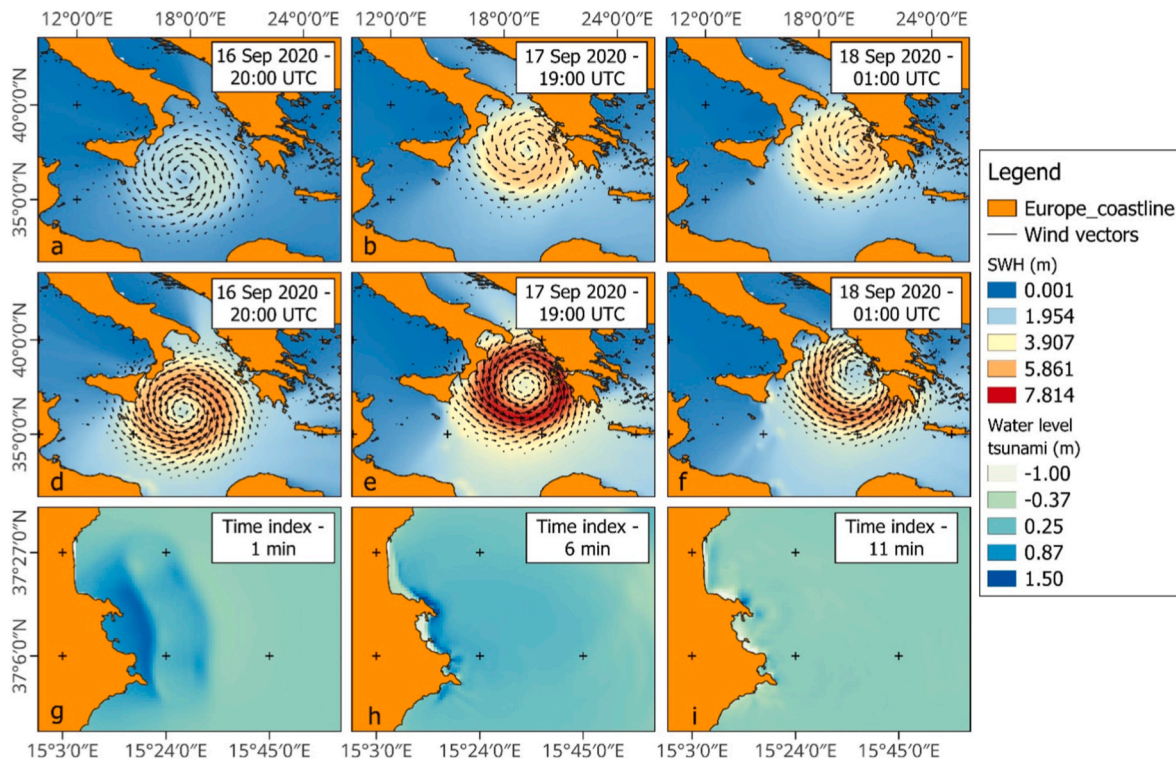 12°0′0″E 18°0′0″E 24°0′0″E 12°0′0″E 18°0′0″E 24°0′0″E 12°0′0″E 18°0′0″E 24°0′0″E
16 Sep 2020 -
20:00 UTC
17 Sep 2020 -
19:00 UTC
18 Sep 2020 -
01:00 UTC
40°0′0″N
35°0′0″N
a
b
c
16 Sep 2020 -
20:00 UTC
17 Sep 2020 -
19:00 UTC
18 Sep 2020 -
01:00 UTC
40°0′0″N
35°0′0″N
d
e
f
Time index -
1 min
Time index -
6 min
Time index -
11 min
37°27′0″N
37°6′0″N
g
h
i
15°3′0″E 15°24′0″E 15°45′0″E 15°3′0″E 15°24′0″E 15°45′0″E 15°3′0″E 15°24′0″E 15°45′0″E
Legend
Europe_coastline
Wind vectors
SWH (m)
0.001
1.954
3.907
5.861
7.814
Water level
tsunami (m)
-1.00
-0.37
0.25
0.87
1.50